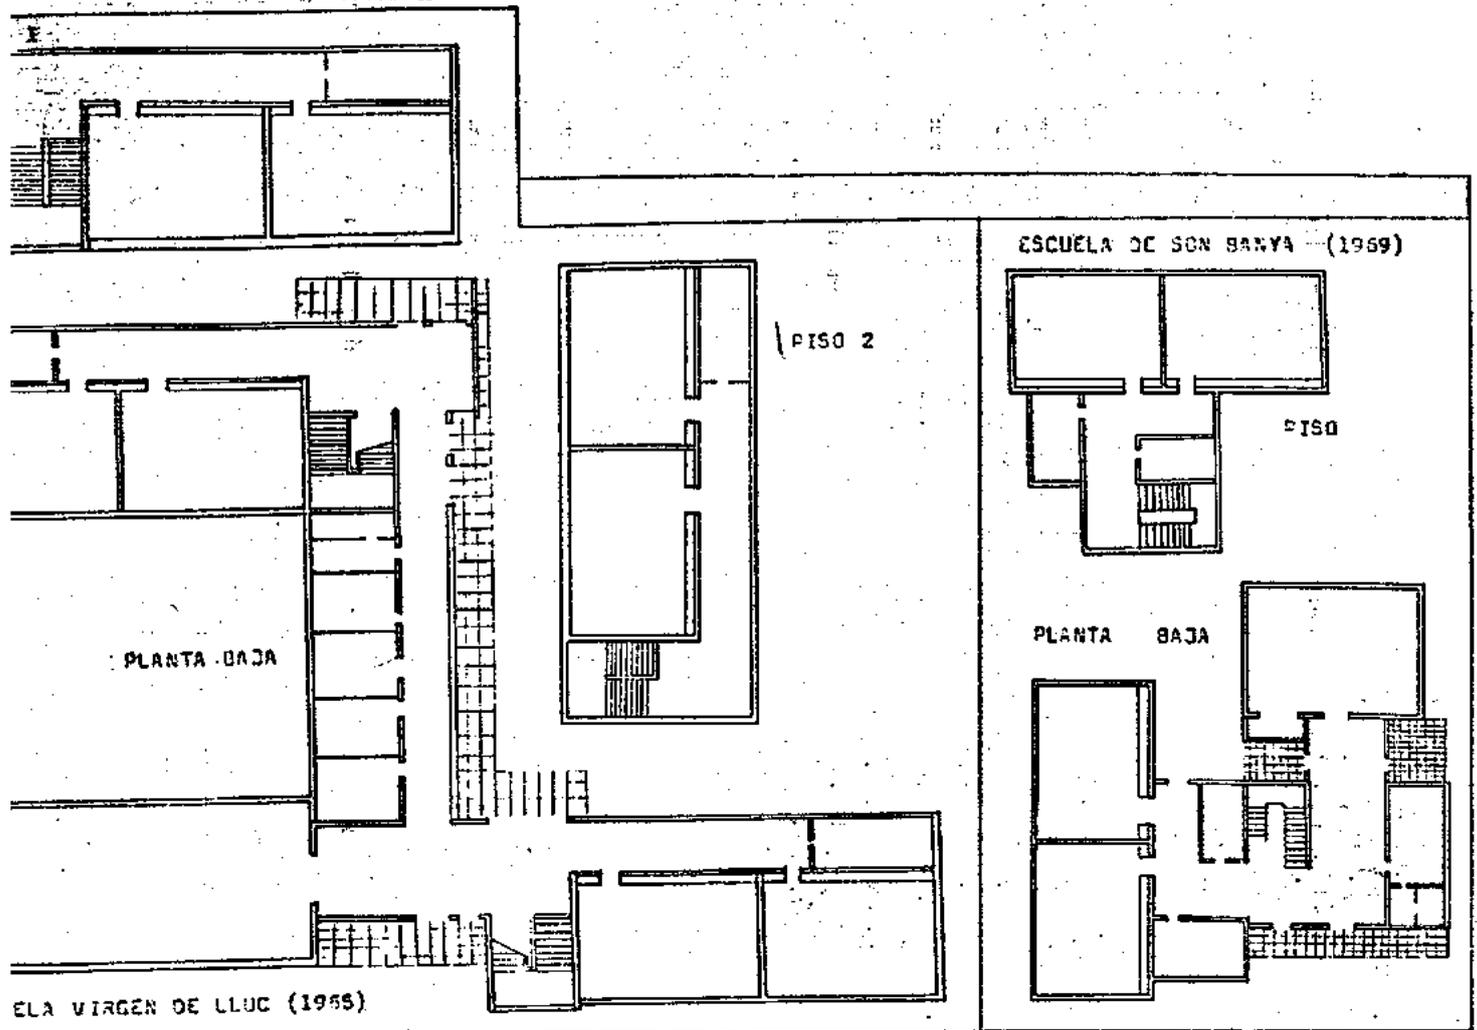 ESCUELA DE SON BANYA (1969)
PISO 2
PISO
PLANTA BAJA
PLANTA BAJA
ELA VIRGEN DE LLUC (1965)